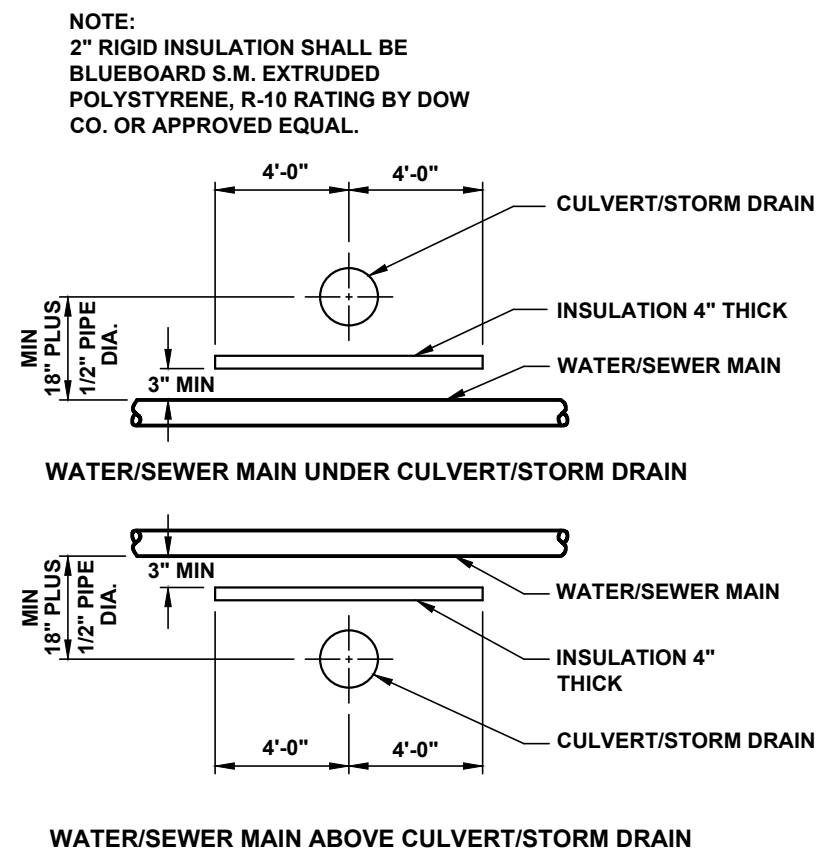 NOTE:
2" RIGID INSULATION SHALL BE
BLUEBOARD S.M. EXTRUDED
POLYSTYRENE, R-10 RATING BY DOW
CO. OR APPROVED EQUAL.
4'-0"
4'-0"
CULVERT/STORM DRAIN
MIN
18" PLUS
1/2" PIPE
DIA.
INSULATION 4" THICK
3" MIN
WATER/SEWER MAIN
WATER/SEWER MAIN UNDER CULVERT/STORM DRAIN
MIN
18" PLUS
1/2" PIPE
DIA.
3" MIN
WATER/SEWER MAIN
INSULATION 4"
THICK
4'-0"
4'-0"
CULVERT/STORM DRAIN
WATER/SEWER MAIN ABOVE CULVERT/STORM DRAIN